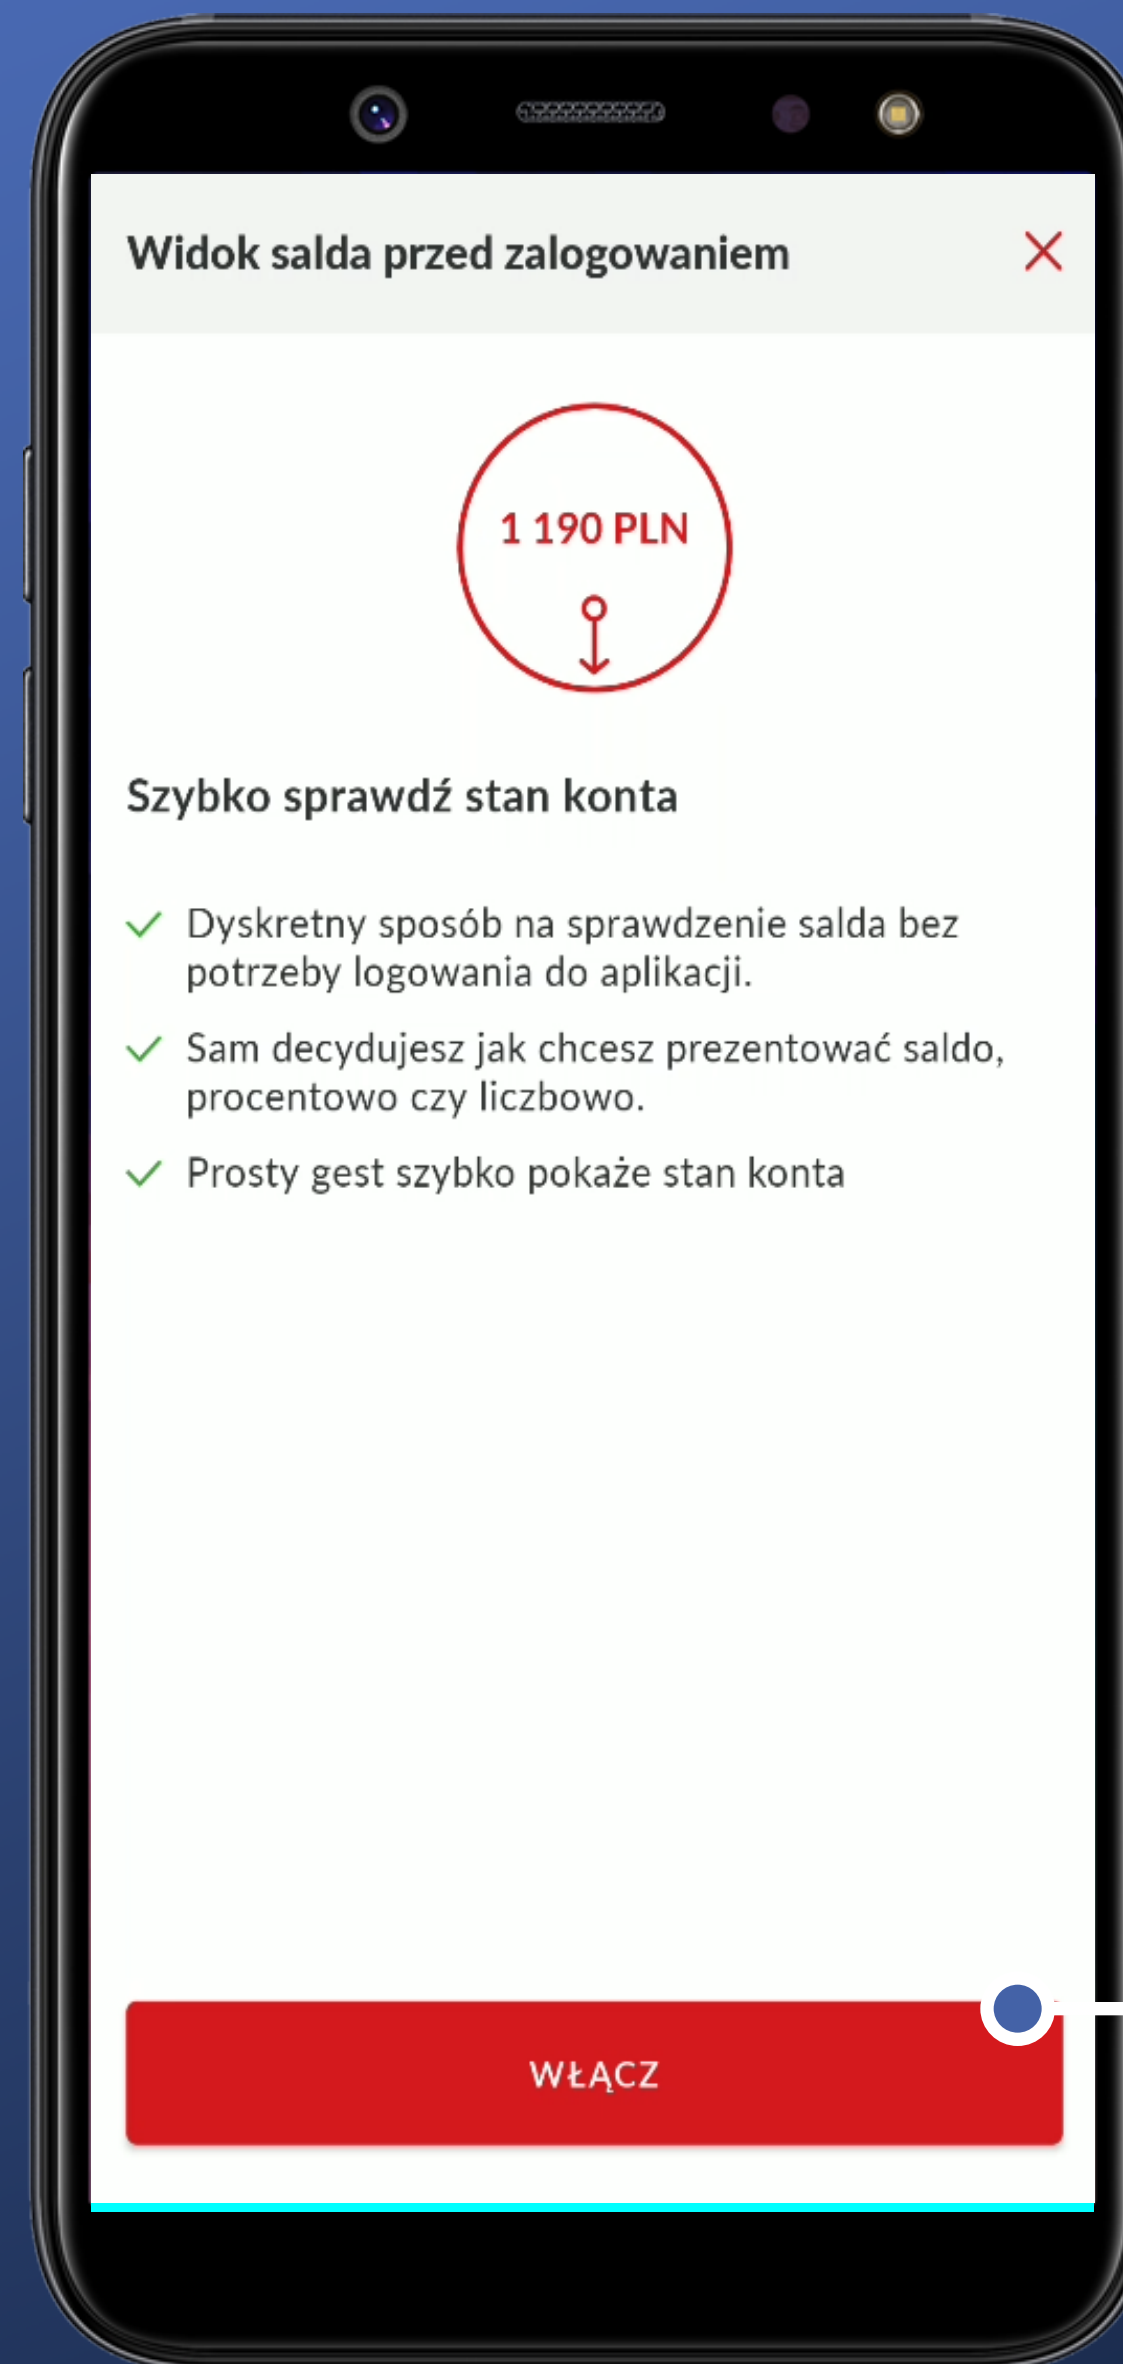 Widok salda przed zalogowaniem
1 190 PLN
Szybko sprawdź stan konta
Dyskretny sposób na sprawdzenie salda bez
potrzeby logowania do aplikacji.
Sam decydujesz jak chcesz prezentować saldo,
procentowo czy liczbowo.
Prosty gest szybko pokaże stan konta
WŁĄCZ